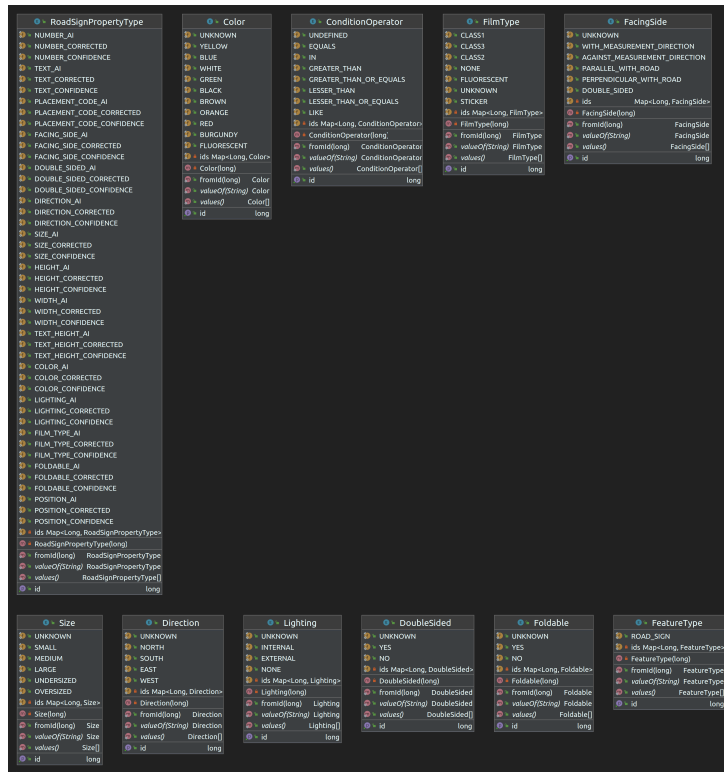 RoadSignPropertyType
NUMBER_AI
NUMBER_CORRECTED
NUMBER_CONFIDENCE
TEXT_AI
TEXT_CORRECTED
TEXT_CONFIDENCE
PLACEMENT_CODE_AI
PLACEMENT_CODE_CORRECTED
PLACEMENT_CODE_CONFIDENCE
FACING_SIDE_AI
FACING_SIDE_CORRECTED
FACING_SIDE_CONFIDENCE
DOUBLE_SIDED_AI
DOUBLE_SIDED_CORRECTED
DOUBLE_SIDED_CONFIDENCE
DIRECTION_AI
DIRECTION_CORRECTED
DIRECTION_CONFIDENCE
SIZE_AI
SIZE_CORRECTED
SIZE_CONFIDENCE
HEIGHT_AI
HEIGHT_CORRECTED
HEIGHT_CONFIDENCE
WIDTH_AI
WIDTH_CORRECTED
WIDTH_CONFIDENCE
TEXT_HEIGHT_AI
TEXT_HEIGHT_CORRECTED
TEXT_HEIGHT_CONFIDENCE
COLOR_AI
COLOR_CORRECTED
COLOR_CONFIDENCE
LIGHTING_AI
LIGHTING_CORRECTED
LIGHTING_CONFIDENCE
FILM_TYPE_AI
FILM_TYPE_CORRECTED
FILM_TYPE_CONFIDENCE
FOLDABLE_AI
FOLDABLE_CORRECTED
FOLDABLE_CONFIDENCE
POSITION_AI
POSITION_CORRECTED
POSITION_CONFIDENCE
ids Map<Long, RoadSignPropertyType>
RoadSignPropertyType(long)
fromId(long) RoadSignPropertyType
valueOf(String) RoadSignPropertyType
values() RoadSignPropertyType[]
id long
Color
UNKNOWN
YELLOW
BLUE
WHITE
GREEN
BLACK
BROWN
ORANGE
RED
BURGUNDY
FLUORESCENT
ids Map<Long, Color>
Color(long)
fromId(long) Color
valueOf(String) Color
values() Color[]
id long
ConditionOperator
UNDEFINED
EQUALS
IN
GREATER_THAN
GREATER_THAN_OR_EQUALS
LESSER_THAN
LESSER_THAN_OR_EQUALS
LIKE
ids Map<Long, ConditionOperator>
ConditionOperator(long)
fromId(long) ConditionOperator
valueOf(String) ConditionOperator
values() ConditionOperator[]
id long
FilmType
CLASS1
CLASS3
CLASS2
NONE
FLUORESCENT
UNKNOWN
STICKER
ids Map<Long, FilmType>
FilmType(long)
fromId(long) FilmType
valueOf(String) FilmType
values() FilmType[]
id long
FacingSide
UNKNOWN
WITH_MEASUREMENT_DIRECTION
AGAINST_MEASUREMENT_DIRECTION
PARALLEL_WITH_ROAD
PERPENDICULAR_WITH_ROAD
DOUBLE_SIDED
ids Map<Long, FacingSide>
FacingSide(long)
fromId(long) FacingSide
valueOf(String) FacingSide
values() FacingSide[]
id long
Size
UNKNOWN
SMALL
MEDIUM
LARGE
UNDERSIZED
OVERSIZED
ids Map<Long, Size>
Size(long)
fromId(long) Size
valueOf(String) Size
values() Size[]
id long
Direction
UNKNOWN
NORTH
SOUTH
EAST
WEST
ids Map<Long, Direction>
Direction(long)
fromId(long) Direction
valueOf(String) Direction
values() Direction[]
id long
Lighting
UNKNOWN
INTERNAL
EXTERNAL
NONE
ids Map<Long, Lighting>
Lighting(long)
fromId(long) Lighting
valueOf(String) Lighting
values() Lighting[]
id long
DoubleSided
UNKNOWN
YES
NO
ids Map<Long, DoubleSided>
DoubleSided(long)
fromId(long) DoubleSided
valueOf(String) DoubleSided
values() DoubleSided[]
id long
Foldable
UNKNOWN
YES
NO
ids Map<Long, Foldable>
Foldable(long)
fromId(long) Foldable
valueOf(String) Foldable
values() Foldable[]
id long
FeatureType
ROAD_SIGN
ids Map<Long, FeatureType>
FeatureType(long)
fromId(long) FeatureType
valueOf(String) FeatureType
values() FeatureType[]
id long